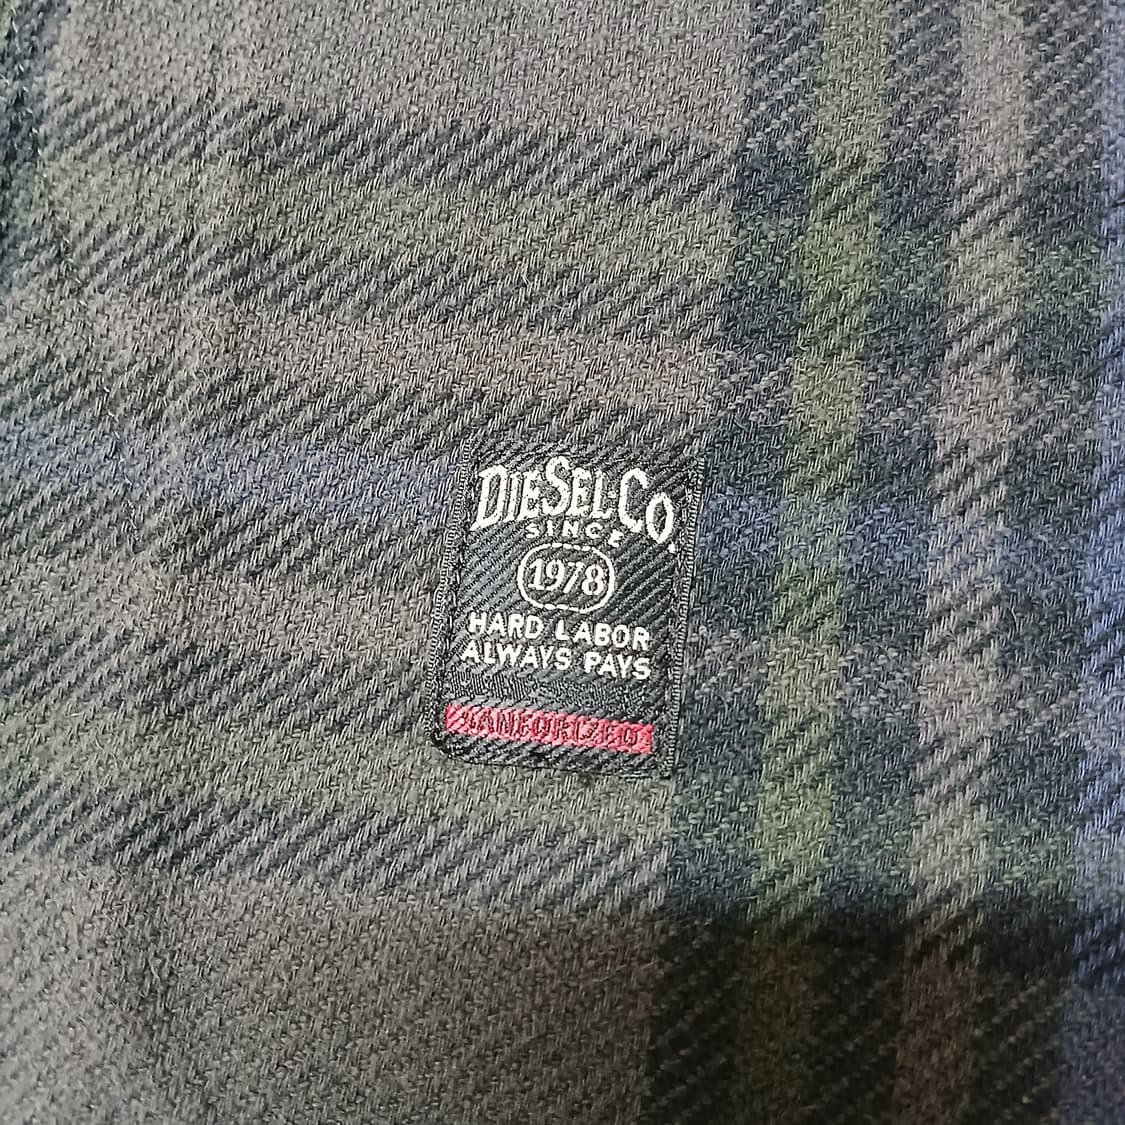 DIESEL-CO.
SINCE
1978
HARD LABOR
ALWAYS PAYS
SANFORIZED